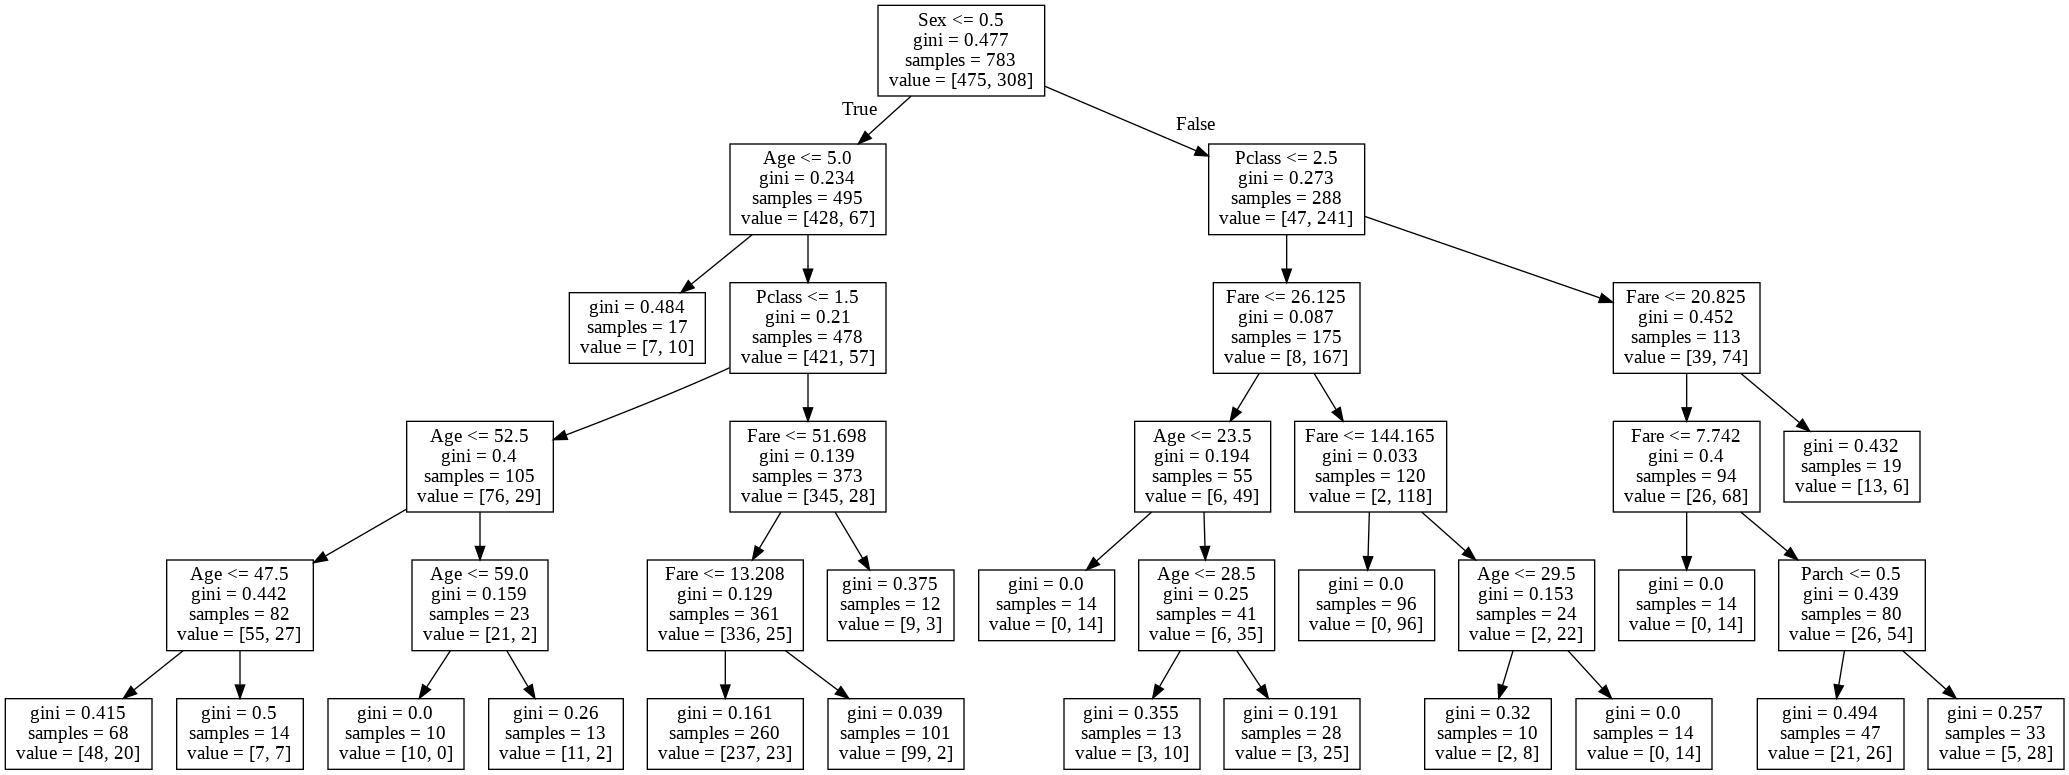 Sex <= 0.5
gini = 0.477
samples = 783
value = [475, 308]
True
False
Age <= 5.0
gini = 0.234
samples = 495
value = [428, 67]
Pclass <= 2.5
gini = 0.273
samples = 288
value = [47, 241]
gini = 0.484
samples = 17
value = [7, 10]
Pclass <= 1.5
gini = 0.21
samples = 478
value = [421, 57]
Fare <= 26.125
gini = 0.087
samples = 175
value = [8, 167]
Fare <= 20.825
gini = 0.452
samples = 113
value = [39, 74]
Age <= 52.5
gini = 0.4
samples = 105
value = [76, 29]
Fare <= 51.698
gini = 0.139
samples = 373
value = [345, 28]
Age <= 23.5
gini = 0.194
samples = 55
value = [6, 49]
Fare <= 144.165
gini = 0.033
samples = 120
value = [2, 118]
Fare <= 7.742
gini = 0.4
samples = 94
value = [26, 68]
gini = 0.432
samples = 19
value = [13, 6]
Age <= 47.5
gini = 0.442
samples = 82
value = [55, 27]
Age <= 59.0
gini = 0.159
samples = 23
value = [21, 2]
Fare <= 13.208
gini = 0.129
samples = 361
value = [336, 25]
gini = 0.375
samples = 12
value = [9, 3]
gini = 0.0
samples = 14
value = [0, 14]
Age <= 28.5
gini = 0.25
samples = 41
value = [6, 35]
gini = 0.0
samples = 96
value = [0, 96]
Age <= 29.5
gini = 0.153
samples = 24
value = [2, 22]
gini = 0.0
samples = 14
value = [0, 14]
Parch <= 0.5
gini = 0.439
samples = 80
value = [26, 54]
gini = 0.415
samples = 68
value = [48, 20]
gini = 0.5
samples = 14
value = [7, 7]
gini = 0.0
samples = 10
value = [10, 0]
gini = 0.26
samples = 13
value = [11, 2]
gini = 0.161
samples = 260
value = [237, 23]
gini = 0.039
samples = 101
value = [99, 2]
gini = 0.355
samples = 13
value = [3, 10]
gini = 0.191
samples = 28
value = [3, 25]
gini = 0.32
samples = 10
value = [2, 8]
gini = 0.0
samples = 14
value = [0, 14]
gini = 0.494
samples = 47
value = [21, 26]
gini = 0.257
samples = 33
value = [5, 28]